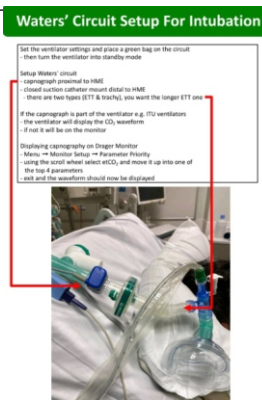 Waters' Circuit Setup For Intubation
Set the ventilator settings and place a green bag on the circuit
- then turn the ventilator into standby mode
Setup Waters' circuit
- capnograph proximal to HME
- closed suction catheter mount distal to HME
- there are two types (ETT & trachy), you want the longer ETT one
If the capnograph is part of the ventilator e.g. ITU ventilators
- the ventilator will display the CO₂ waveform
- if not it will be on the monitor
Displaying capnography on Drager Monitor
- Menu → Monitor Setup → Parameter Priority
- using the scroll wheel select etCO₂ and move it up into one of
the top 4 parameters
- exit and the waveform should now be displayed